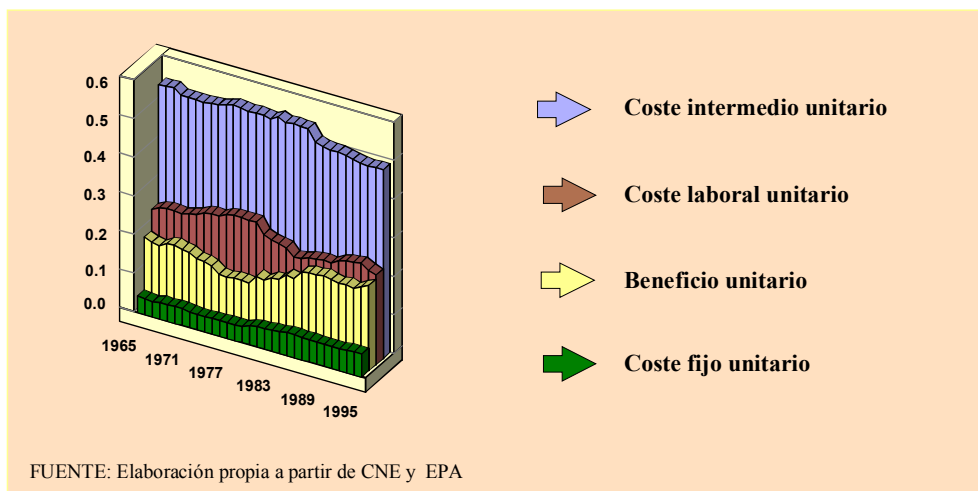 0.6
0.5
0.4
0.3
0.2
0.1
0.0
1965
1971
1977
1983
1989
1995
Coste intermedio unitario
Coste laboral unitario
Beneficio unitario
Coste fijo unitario
FUENTE: Elaboración propia a partir de CNE y EPA